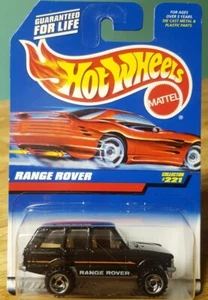 GUARANTEED
FOR LIFE
FOR AGES
OVER 3 YEARS.
DIE CAST METAL &
PLASTIC PARTS
Hot Wheels
MATTEL
®
RANGE ROVER
COLLECTOR
#221
RANGE ROVER